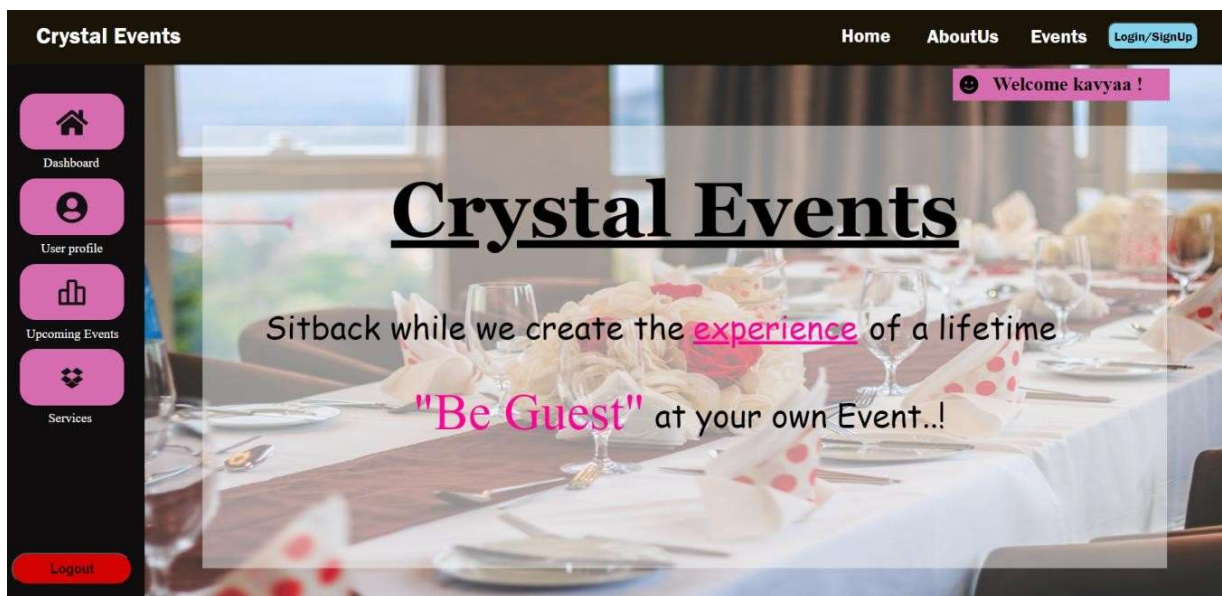 Crystal Events
Home AboutUs Events Login/SignUp
Welcome kavyaa !
Dashboard
User profile
Upcoming Events
Services
Logout
Crystal Events
Sitback while we create the experience of a lifetime
"Be Guest" at your own Event..!